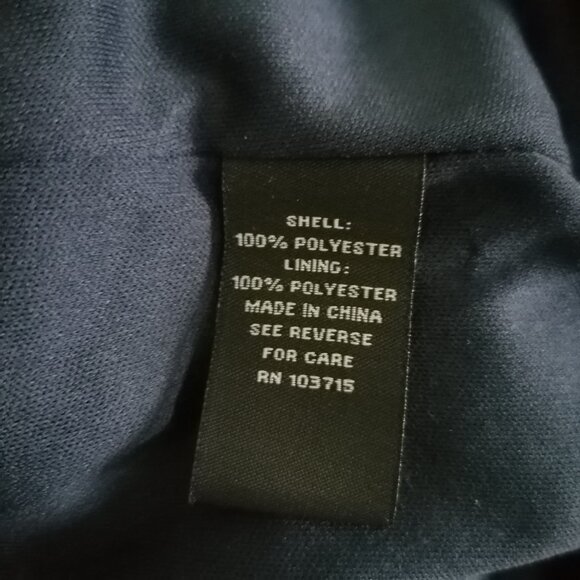 SHELL:
100% POLYESTER
LINING:
100% POLYESTER
MADE IN CHINA
SEE REVERSE
FOR CARE
RN 103715